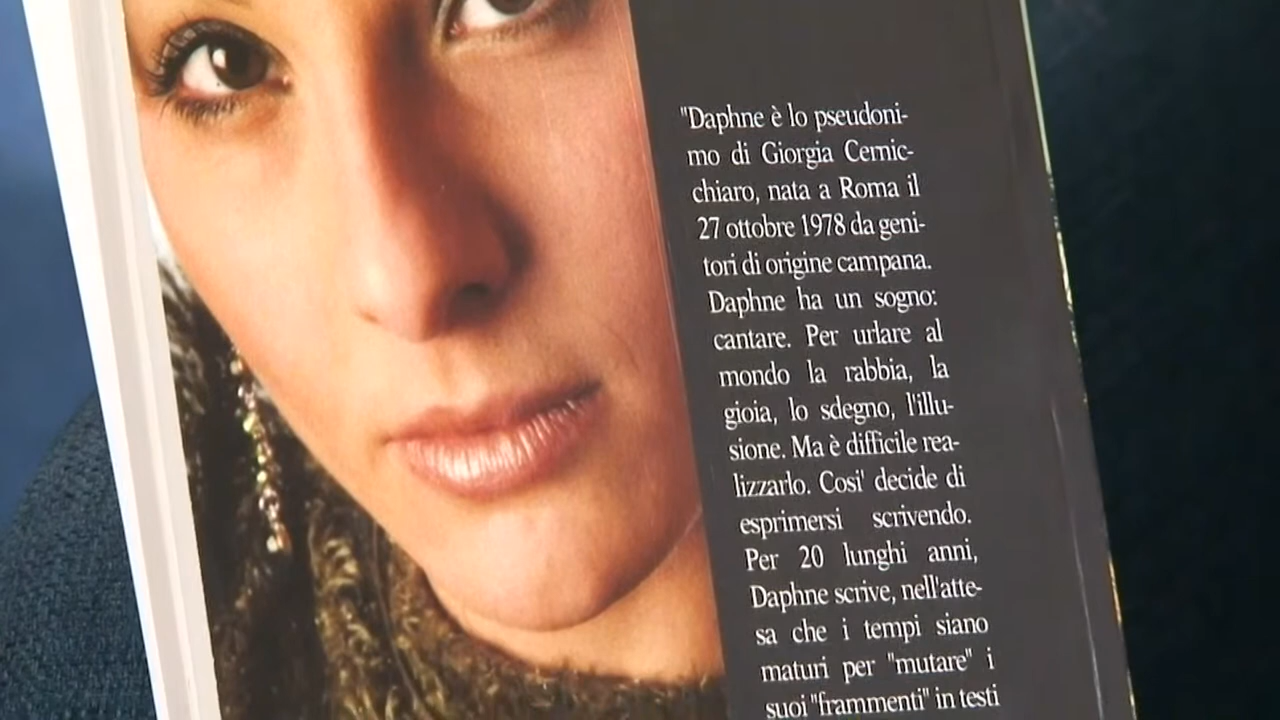 "Daphne è lo pseudoni-
mo di Giorgia Cernic-
chiaro, nata a Roma il
27 ottobre 1978 da geni-
tori di origine campana.
Daphne ha un sogno:
cantare. Per urlare al
mondo la rabbia, la
gioia, lo sdegno, l'illu-
sione. Ma è difficile rea-
lizzarlo. Cosi' decide di
esprimersi scrivendo.
Per 20 lunghi anni,
Daphne scrive, nell'atte-
sa che i tempi siano
maturi per "mutare" i
suoi "frammenti" in testi